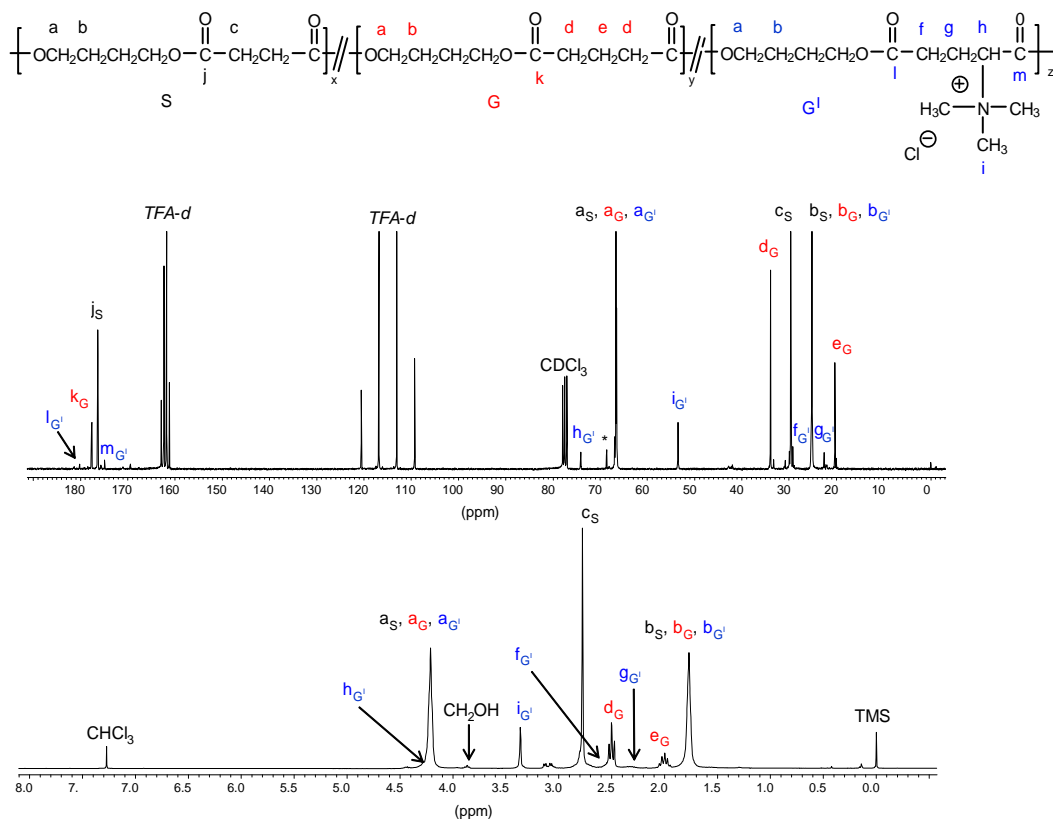 a b c a b d e d a b f g h
O O O O O O
[OCH₂CH₂CH₂CH₂OC—CH₂CH₂—C]x//[OCH₂CH₂CH₂CH₂OC—CH₂CH₂CH₂—C]y//[OCH₂CH₂CH₂CH₂OC—CH₂CH₂CH—C]z
j k l m
S G Gᴵ
⊕
H₃C—N—CH₃
Cl⊖ CH₃
i
TFA-d TFA-d
aS, aG, aGᴵ cS bS, bG, bGᴵ
dG
jS
eG
CDCl₃
kG
lGᴵ
iGᴵ
mGᴵ hGᴵ * fGᴵ gGᴵ
180 170 160 150 140 130 120 110 100 90 80 70 60 50 40 30 20 10 0
(ppm)
cS
aS, aG, aGᴵ bS, bG, bGᴵ
fGᴵ gGᴵ
hGᴵ CH₂OH iGᴵ dG TMS
CHCl₃ eG
8.0 7.5 7.0 6.5 6.0 5.5 5.0 4.5 4.0 3.5 3.0 2.5 2.0 1.5 1.0 0.0
(ppm)